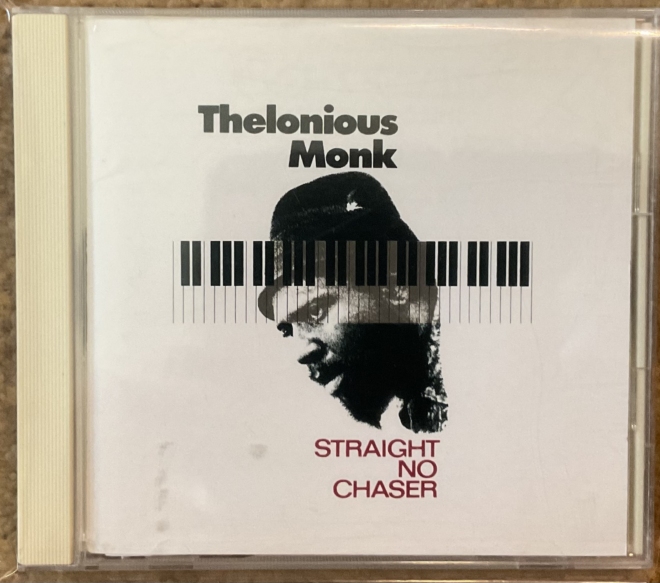 Thelonious
Monk
STRAIGHT
NO
CHASER